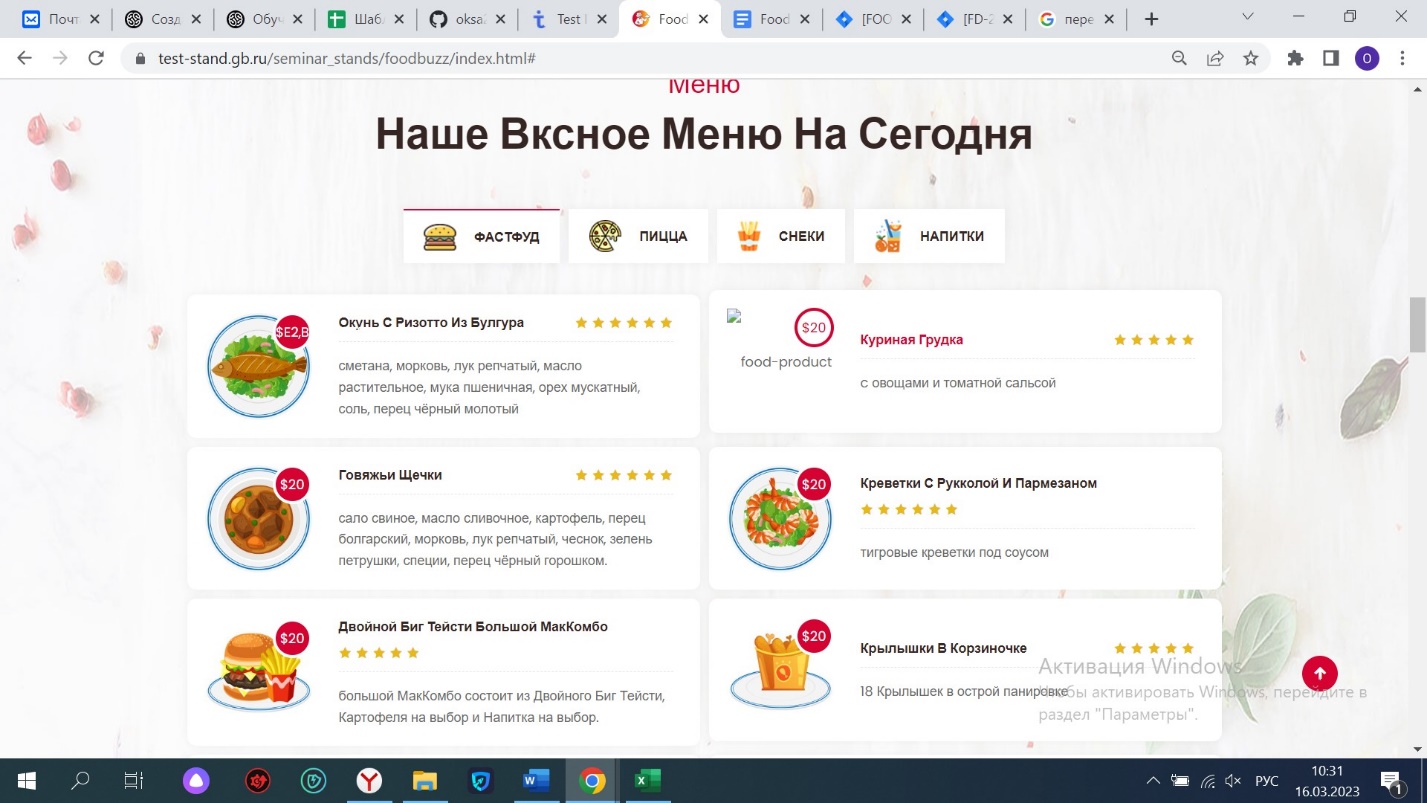 Почт
Созд
Обуч
Шабл
oksa
Test
Food
Food
[FOO
[FD-2
пере
test-stand.gb.ru/seminar_stands/foodbuzz/index.html#
О
Меню
Наше Вксное Меню На Сегодня
ФАСТФУД
ПИЦЦА
СНЕКИ
НАПИТКИ
$E2,B
Окунь С Ризотто Из Булгура
сметана, морковь, лук репчатый, масло
растительное, мука пшеничная, орех мускатный,
соль, перец чёрный молотый
food-product
$20
Куриная Грудка
с овощами и томатной сальсой
$20
Говяжьи Щечки
сало свиное, масло сливочное, картофель, перец
болгарский, морковь, лук репчатый, чеснок, зелень
петрушки, специи, перец чёрный горошком.
$20
Креветки С Рукколой И Пармезаном
тигровые креветки под соусом
$20
Двойной Биг Тейсти Большой МакКомбо
большой МакКомбо состоит из Двойного Биг Тейсти,
Картофеля на выбор и Напитка на выбор.
$20
Крылышки В Корзиночке
18 Крылышек в острой панировке
Активация Windows
Чтобы активировать Windows, перейдите в
раздел "Параметры".
РУС
10:31
16.03.2023
1